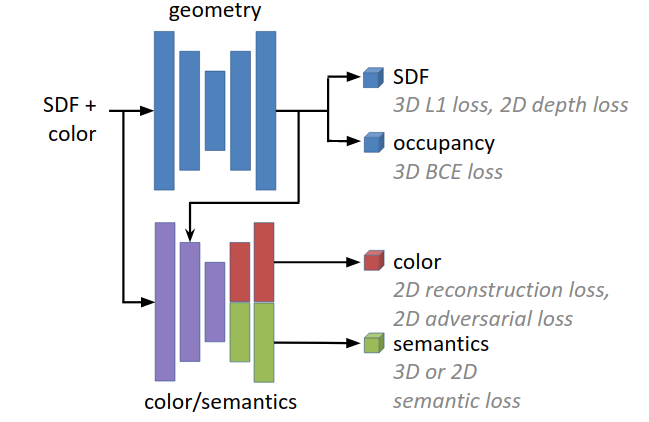 geometry
SDF +
color
SDF
3D L1 loss, 2D depth loss
occupancy
3D BCE loss
color
2D reconstruction loss,
2D adversarial loss
semantics
3D or 2D
semantic loss
color/semantics